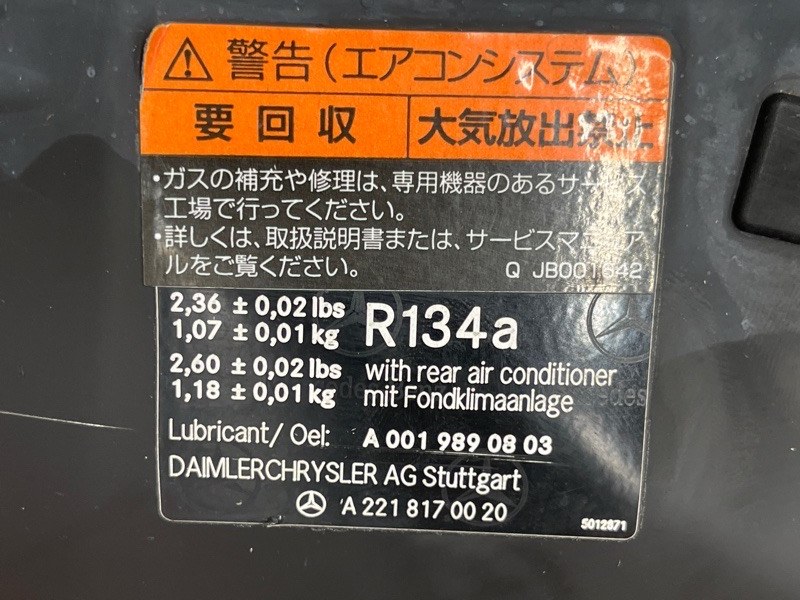 警告(エアコンシステム)
要回収 大気放出禁止
・ガスの補充や修理は、専用機器のあるサービス
工場で行ってください。
・詳しくは、取扱説明書または、サービスマニュア
ルをご覧ください。 Q JB001642
2,36 ± 0,02 lbs
1,07 ± 0,01 kg R134a
2,60 ± 0,02 lbs with rear air conditioner
1,18 ± 0,01 kg mit Fondklimaanlage
Lubricant/ Oel: A 001 989 08 03
DAIMLERCHRYSLER AG Stuttgart
A 221 817 00 20
5012871